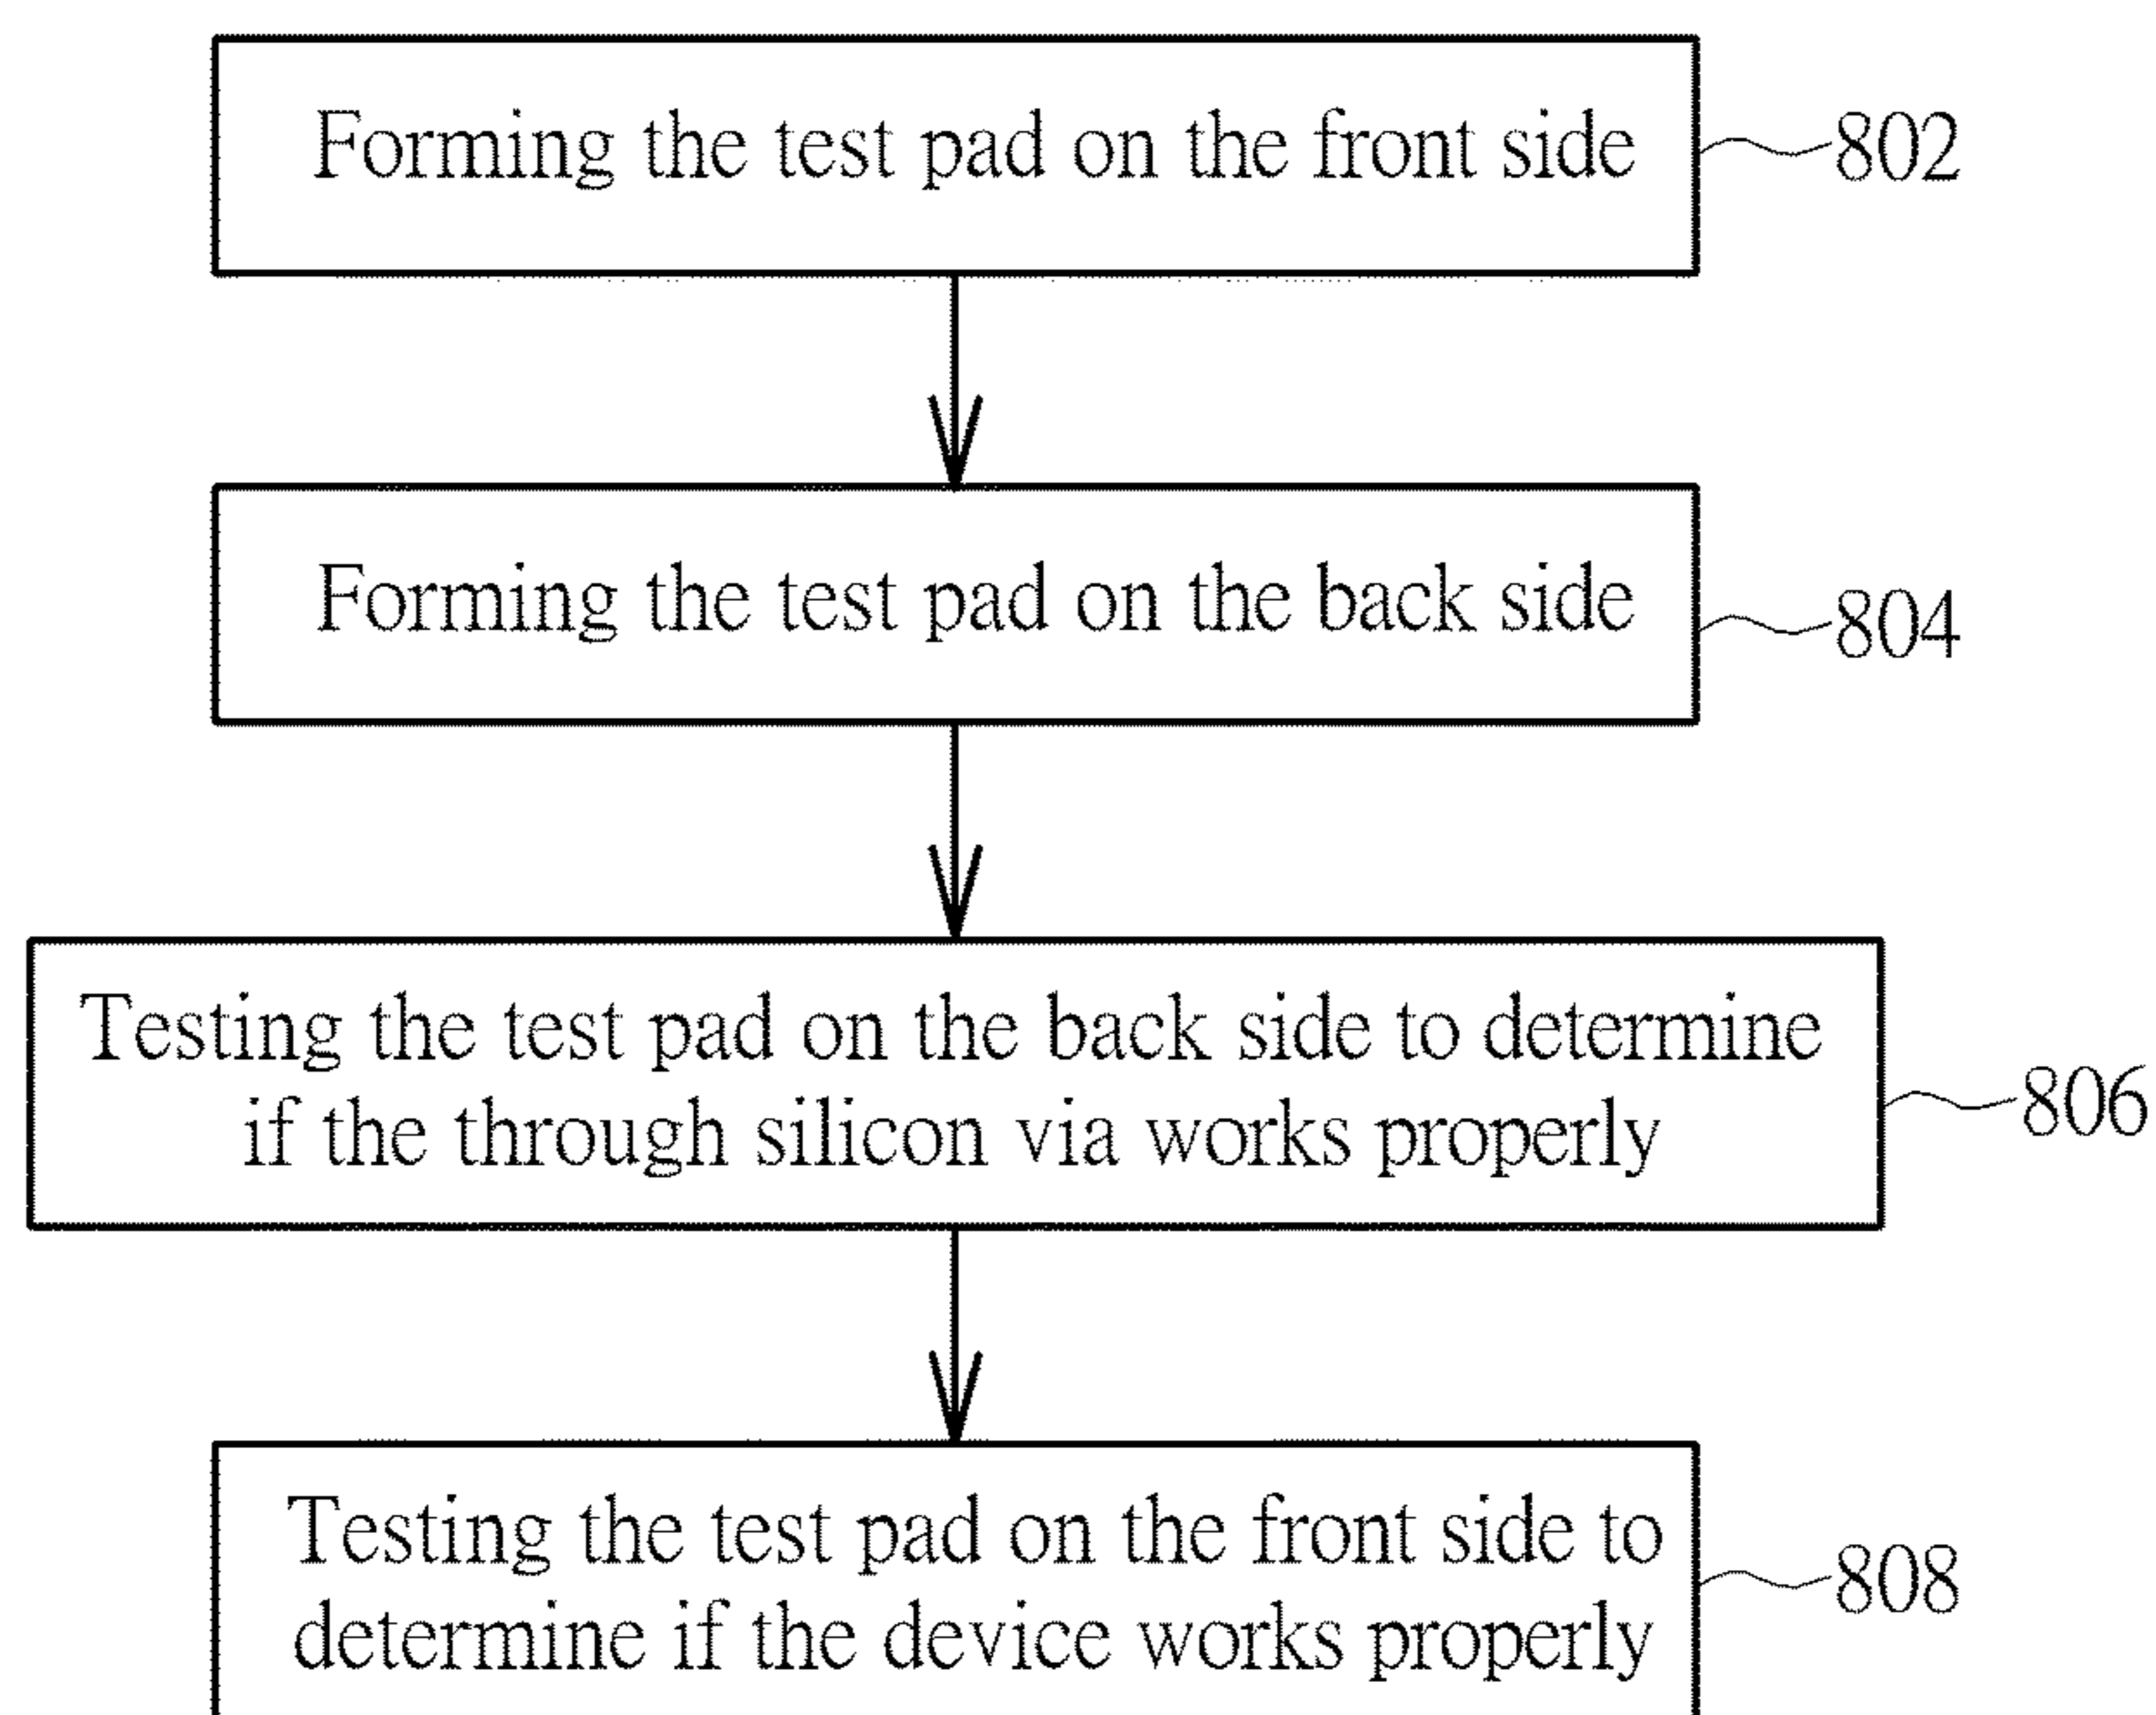 Forming the test pad on the front side
802
Forming the test pad on the back side
804
Testing the test pad on the back side to determine
if the through silicon via works properly
806
Testing the test pad on the front side to
determine if the device works properly
808